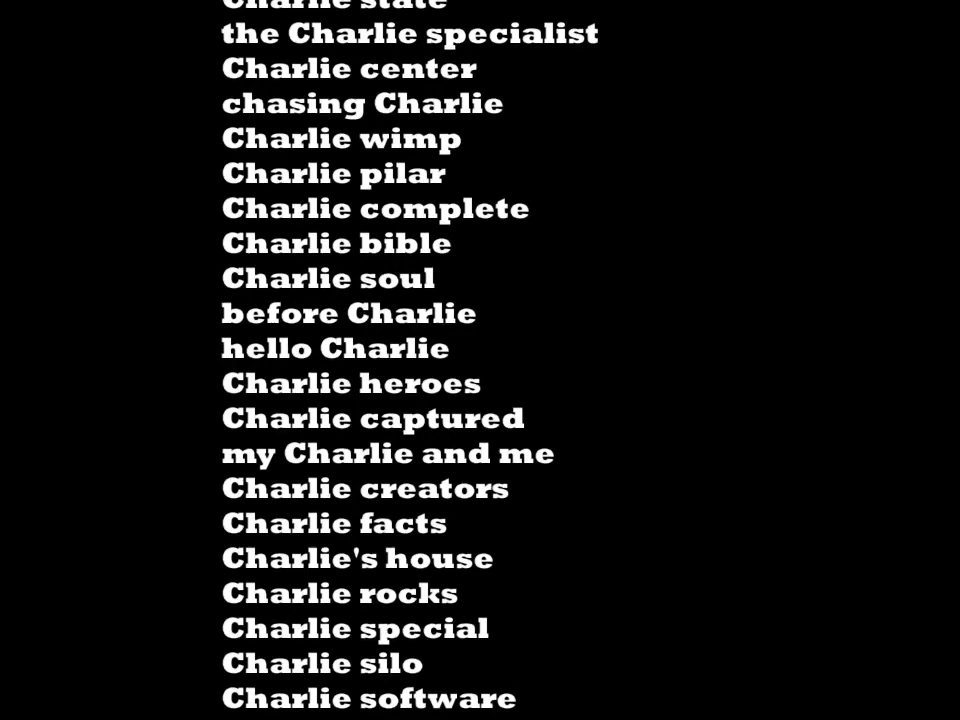 Charlie state
the Charlie specialist
Charlie center
chasing Charlie
Charlie wimp
Charlie pilar
Charlie complete
Charlie bible
Charlie soul
before Charlie
hello Charlie
Charlie heroes
Charlie captured
my Charlie and me
Charlie creators
Charlie facts
Charlie's house
Charlie rocks
Charlie special
Charlie silo
Charlie software